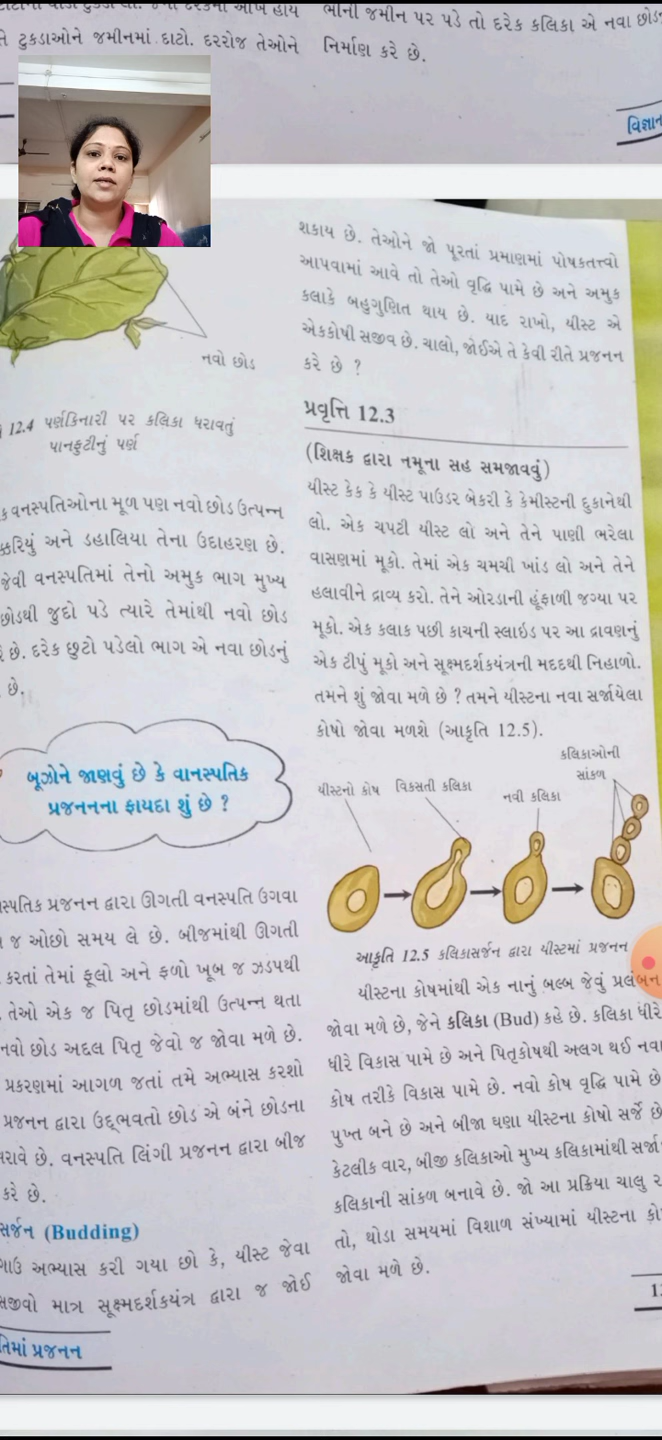 તે ટુકડાઓને જમીનમાં દાટો. દરરોજ તેઓને
ભીની જમીન પર પડે તો દરેક કલિકા એ નવા
નિર્માણ કરે છે.
નવો છોડ
12.4 પર્ણકિનારી પર કલિકા ધરાવતું
પાનફુટીનું પર્ણ
વનસ્પતિઓના મૂળ પણ નવો છોડ ઉત્પન્ન
અને ડહાલિયા તેના ઉદાહરણ છે.
જેવી વનસ્પતિમાં તેનો અમુક ભાગ મુખ્ય
છોડથી જુદો પડે ત્યારે તેમાંથી નવો છોડ
છે. દરેક છુટો પડેલો ભાગ એ નવા છોડનું
છે.
બૂઝોને જાણવું છે કે વાનસ્પતિક
પ્રજનનના ફાયદા શું છે ?
પ્રજનન દ્વારા ઊગતી વનસ્પતિ ઉગવા
જ ઓછો સમય લે છે. બીજમાંથી ઊગતી
કરતાં તેમાં ફૂલો અને ફળો ખૂબ જ ઝડપથી
તેઓ એક જ પિતૃ છોડમાંથી ઉત્પન્ન થતા
નવો છોડ અદલ પિતૃ જેવો જ જોવા મળે છે.
પ્રકરણમાં આગળ જતાં તમે અભ્યાસ કરશો
પ્રજનન દ્વારા ઉદ્ભવતો છોડ એ બંને છોડના
ધરાવે છે. વનસ્પતિ લિંગી પ્રજનન દ્વારા બીજ
કરે છે.
સર્જન (Budding)
અભ્યાસ કરી ગયા છો કે, યીસ્ટ જેવા
સજીવો માત્ર સૂક્ષ્મદર્શકયંત્ર દ્વારા જ જોઈ
પ્રજનન
શકાય છે. તેઓને જો પૂરતાં પ્રમાણમાં પોષકતત્ત્વો
આપવામાં આવે તો તેઓ વૃદ્ધિ પામે છે અને અમુક
કલાકે બહુગુણિત થાય છે. યાદ રાખો, યીસ્ટ એ
એકકોષી સજીવ છે. ચાલો, જોઈએ તે કેવી રીતે પ્રજનન
કરે છે ?
પ્રવૃત્તિ 12.3
(શિક્ષક દ્વારા નમૂના સહ સમજાવવું)
યીસ્ટ કેક કે યીસ્ટ પાઉડર બેકરી કે કેમીસ્ટની દુકાનેથી
લો. એક ચપટી યીસ્ટ લો અને તેને પાણી ભરેલા
વાસણમાં મૂકો. તેમાં એક ચમચી ખાંડ લો અને તેને
હલાવીને દ્રાવ્ય કરો. તેને ઓરડાની હૂંફાળી જગ્યા પર
મૂકો. એક કલાક પછી કાચની સ્લાઇડ પર આ દ્રાવણનું
એક ટીપું મૂકો અને સૂક્ષ્મદર્શકયંત્રની મદદથી નિહાળો.
તમને શું જોવા મળે છે ? તમને યીસ્ટના નવા સર્જાયેલા
કોષો જોવા મળશે (આકૃતિ 12.5).
યીસ્ટનો કોષ
વિકસતી કલિકા
નવી કલિકા
કલિકાઓની
સાંકળ
આકૃતિ 12.5 કલિકાસર્જન દ્વારા યીસ્ટમાં પ્રજનન
યીસ્ટના કોષમાંથી એક નાનું બલ્બ જેવું પ્રલંબન
જોવા મળે છે, જેને કલિકા (Bud) કહે છે. કલિકા ધીરે
ધીરે વિકાસ પામે છે અને પિતૃકોષથી અલગ થઈ નવા
કોષ તરીકે વિકાસ પામે છે. નવો કોષ વૃદ્ધિ પામે છે
પુખ્ત બને છે અને બીજા ઘણા યીસ્ટના કોષો સર્જે છે
કેટલીક વાર, બીજી કલિકાઓ મુખ્ય કલિકામાંથી
કલિકાની સાંકળ બનાવે છે. જો આ પ્રક્રિયા ચાલુ
તો, થોડા સમયમાં વિશાળ સંખ્યામાં યીસ્ટના
જોવા મળે છે.